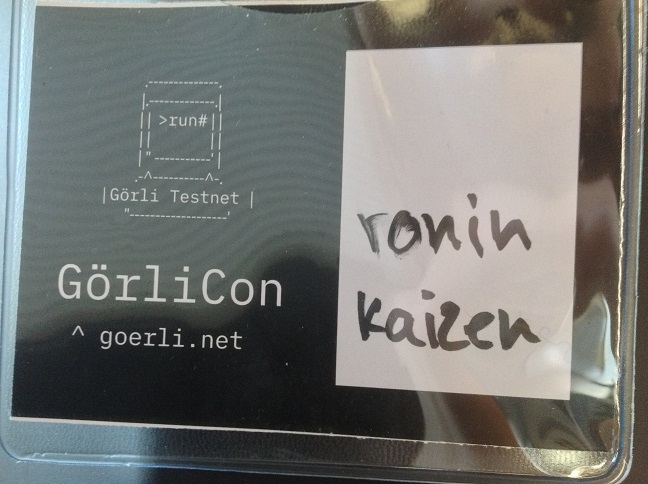 >run#
Görli Testnet
GörliCon
^ goerli.net
ronin
kaizen